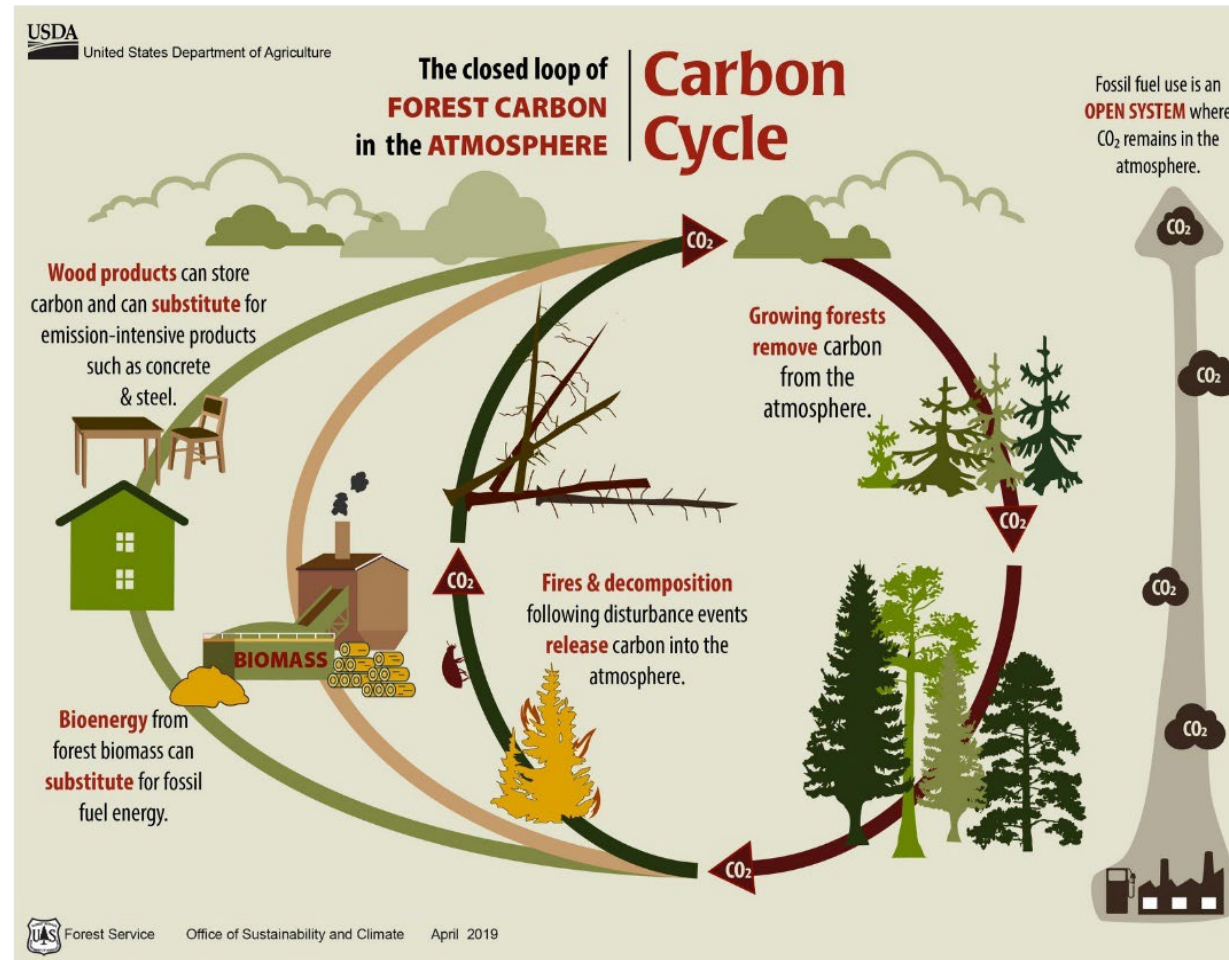 USDA
United States Department of Agriculture
The closed loop of
FOREST CARBON
in the ATMOSPHERE
Carbon
Cycle
Fossil fuel use is an
OPEN SYSTEM where
CO₂ remains in the
atmosphere.
CO₂
CO₂
Wood products can store
carbon and can substitute for
emission-intensive products
such as concrete
& steel.
Growing forests
remove carbon
from the
atmosphere.
CO₂
CO₂
CO₂
Fires & decomposition
following disturbance events
release carbon into the
atmosphere.
CO₂
BIOMASS
Bioenergy from
forest biomass can
substitute for fossil
fuel energy.
CO₂
CO₂
UAS
Forest Service Office of Sustainability and Climate April 2019